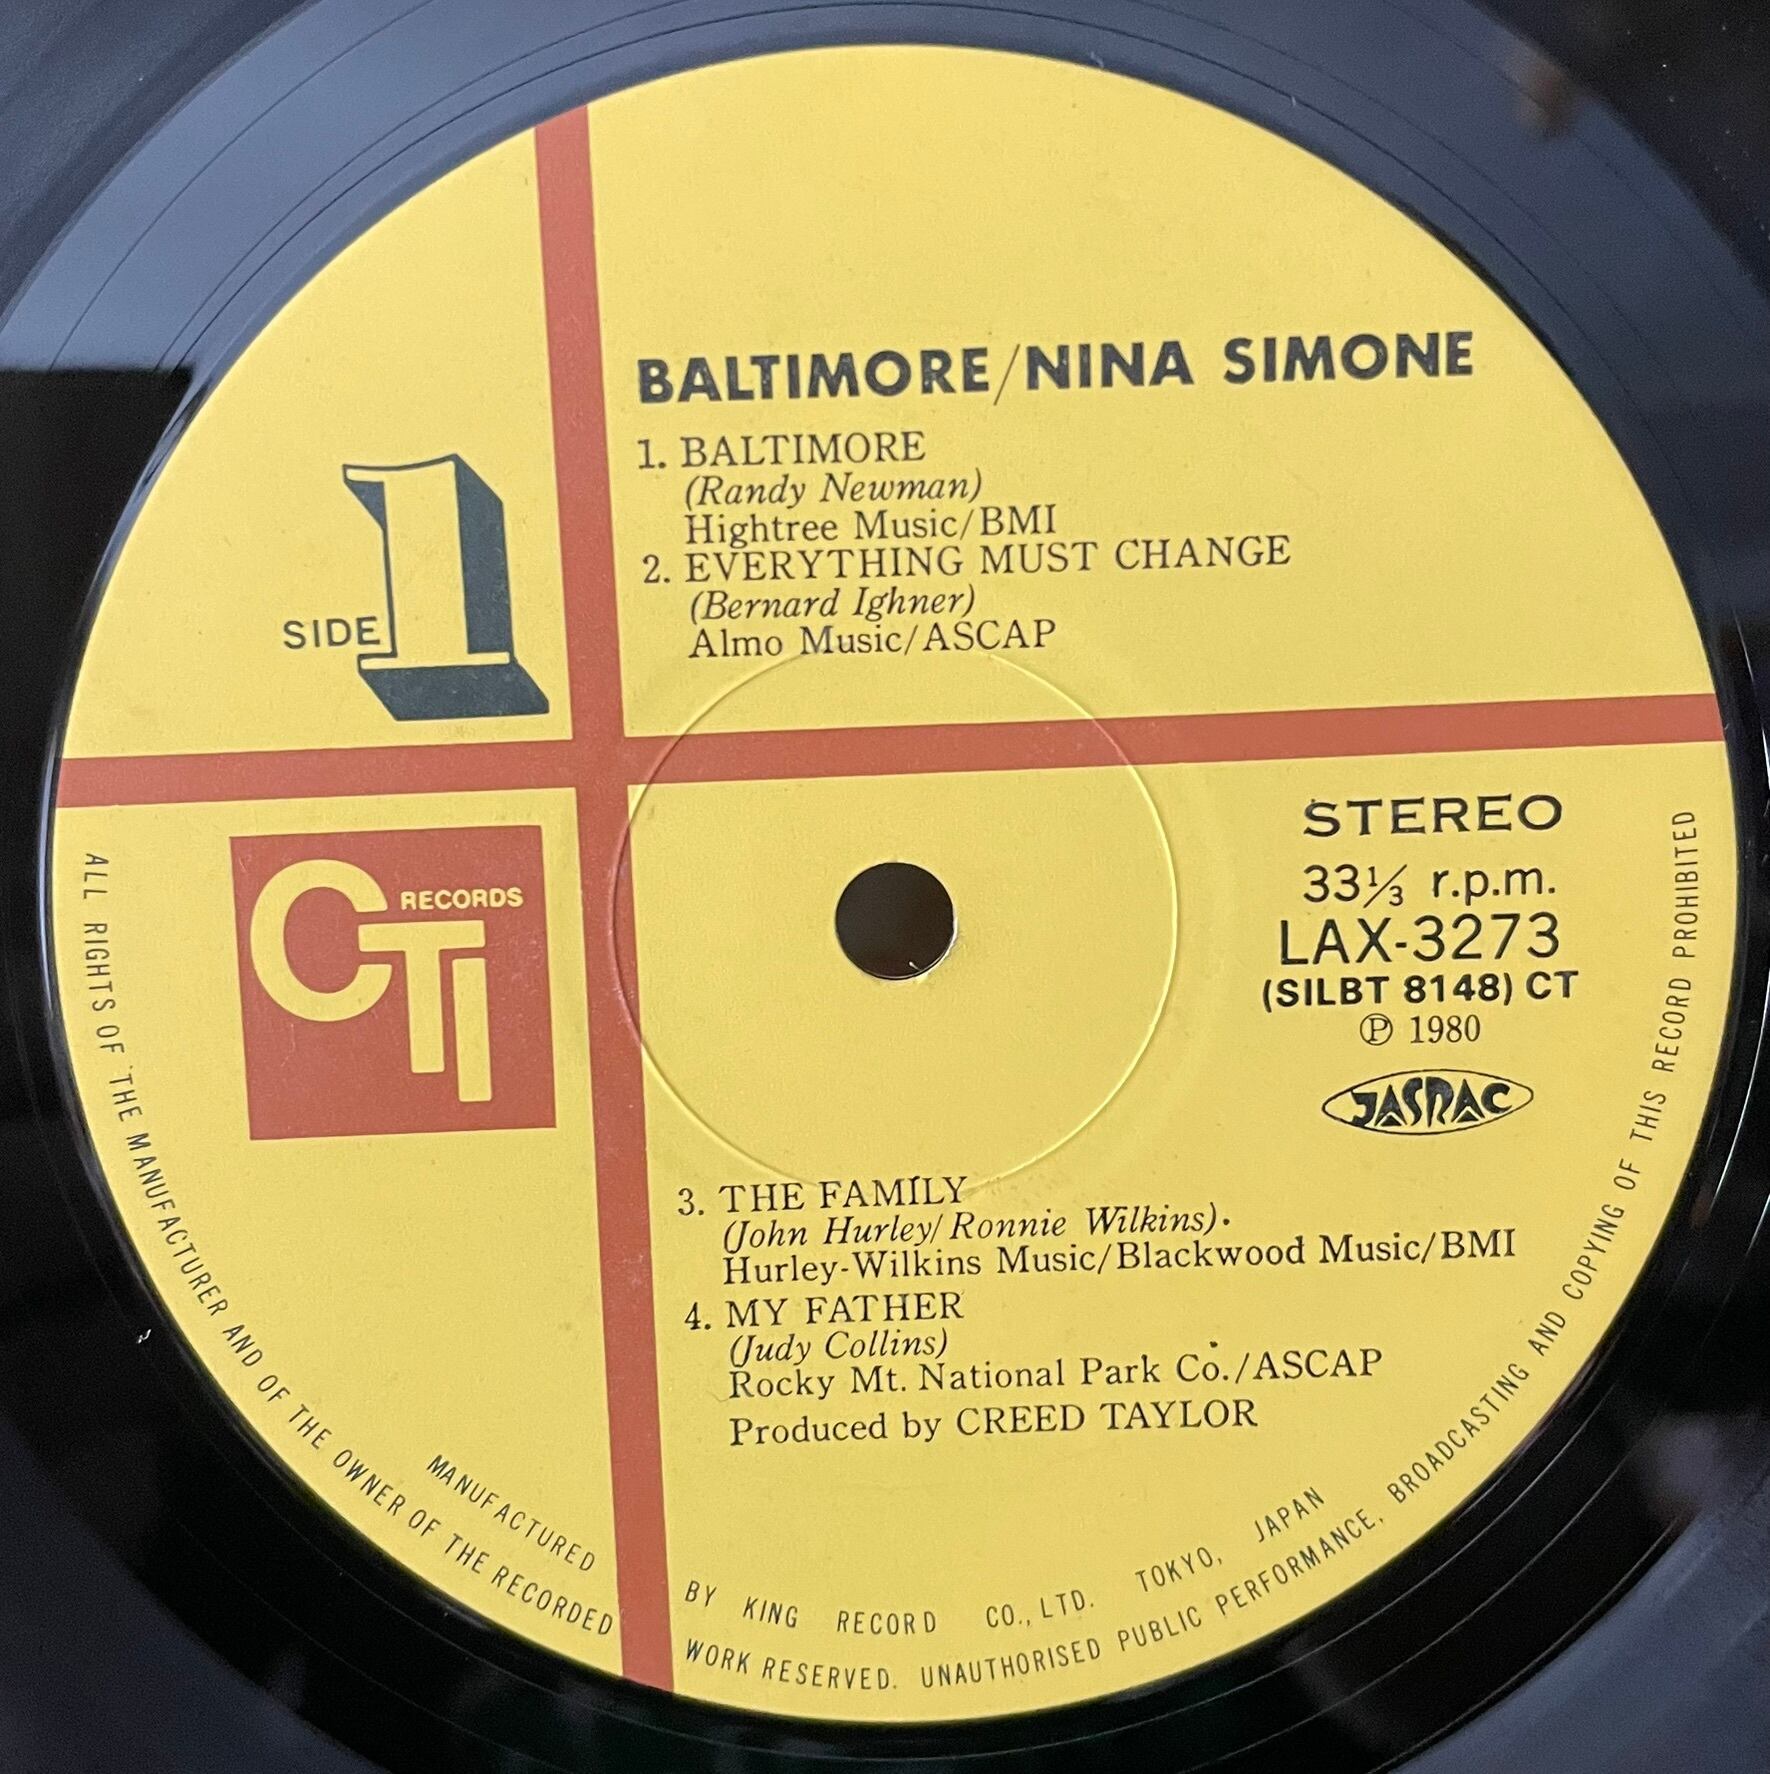 BALTIMORE/NINA SIMONE
1. BALTIMORE
(Randy Newman)
Hightree Music/BMI
2. EVERYTHING MUST CHANGE
(Bernard Ighner)
Almo Music/ASCAP
SIDE 1
CTI RECORDS
STEREO
33⅓ r.p.m.
LAX-3273
(SILBT 8148) CT
Ⓟ 1980
JASRAC
3. THE FAMILY
(John Hurley/Ronnie Wilkins)
Hurley-Wilkins Music/Blackwood Music/BMI
4. MY FATHER
(Judy Collins)
Rocky Mt. National Park Co./ASCAP
Produced by CREED TAYLOR
MANUFACTURED BY KING RECORD CO., LTD. TOKYO, JAPAN
ALL RIGHTS OF THE MANUFACTURER AND OF THE OWNER OF THE RECORDED WORK RESERVED. UNAUTHORISED PUBLIC PERFORMANCE, BROADCASTING AND COPYING OF THIS RECORD PROHIBITED